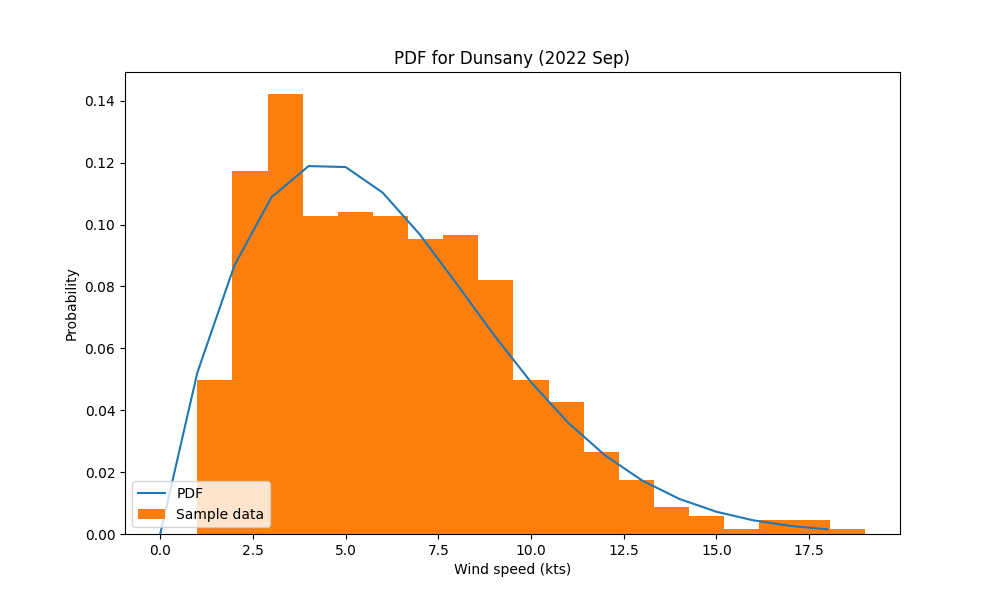 PDF for Dunsany (2022 Sep)
Probability
0.14
0.12
0.10
0.08
0.06
0.04
0.02
0.00
PDF
Sample data
0.0 2.5 5.0 7.5 10.0 12.5 15.0 17.5
Wind speed (kts)